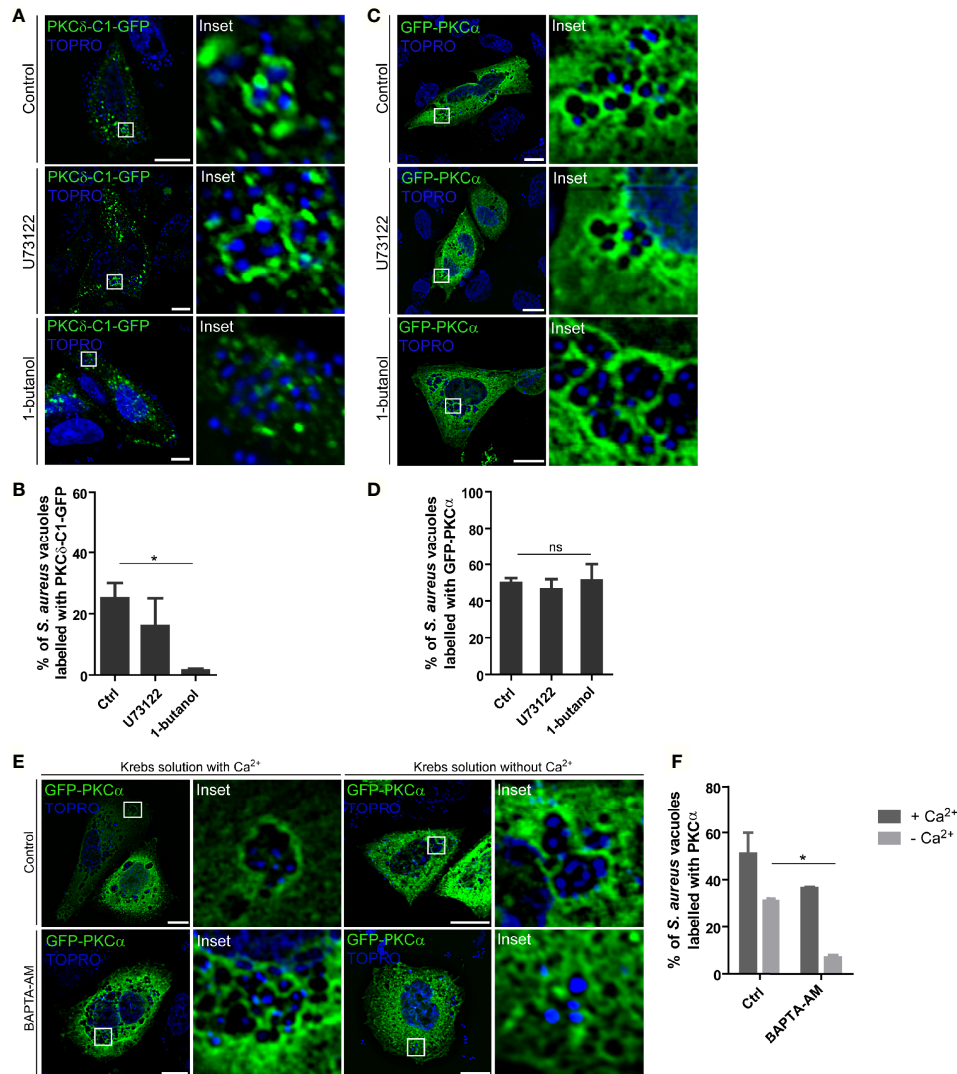 A
PKCδ-C1-GFP
TOPRO
Inset
Control
PKCδ-C1-GFP
TOPRO
Inset
U73122
PKCδ-C1-GFP
TOPRO
Inset
1-butanol
B
% of S. aureus vacuoles
labelled with PKCδ-C1-GFP
60
40
20
0
*
Ctrl
U73122
1-butanol
C
GFP-PKCα
TOPRO
Inset
Control
GFP-PKCα
TOPRO
Inset
U73122
GFP-PKCα
TOPRO
Inset
1-butanol
D
% of S. aureus vacuoles
labelled with GFP-PKCα
100
80
60
40
20
0
ns
Ctrl
U73122
1-butanol
E
Krebs solution with Ca²⁺
Krebs solution without Ca²⁺
Control
GFP-PKCα
TOPRO
Inset
GFP-PKCα
TOPRO
Inset
BAPTA-AM
GFP-PKCα
TOPRO
Inset
GFP-PKCα
TOPRO
Inset
F
% of S. aureus vacuoles
labelled with PKCα
80
60
40
20
0
*
Ctrl
BAPTA-AM
+ Ca²⁺
- Ca²⁺